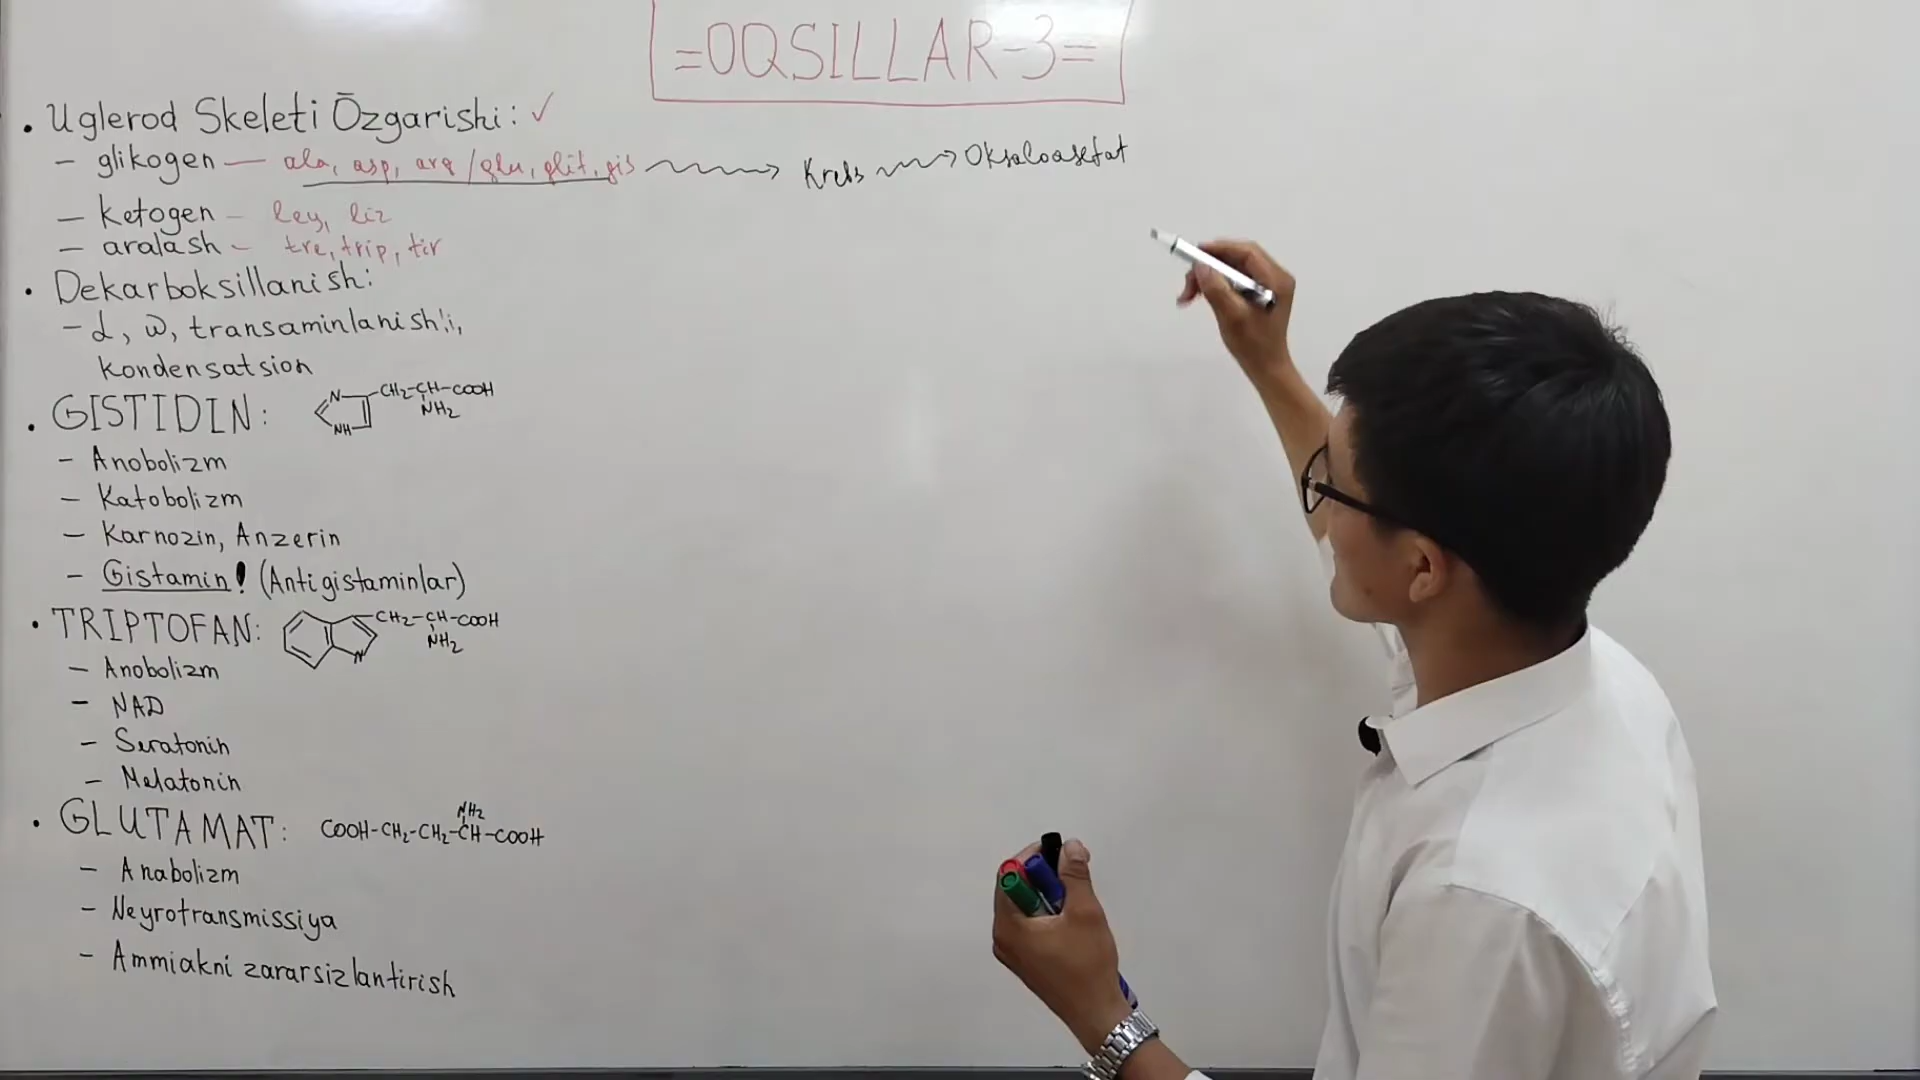 =OQSILLAR-3=
• Uglerod Skeleti Ōzgarishi: ✓
- glikogen — ala, asp, arg /glu, glit, gis ⟿ Krebs ⟿ Oksaloasetat
- ketogen - ley, liz
- aralash - tre, trip, tir
• Dekarboksillanish:
- α, ω, transaminlanish!i,
kondensatsion
• GISTIDIN:
N -CH2-CH-COOH
NH NH2
- Anobolizm
- Katobolizm
- Karnozin, Anzerin
- Gistamin! (Antigistaminlar)
• TRIPTOFAN: -CH2-CH-COOH
N NH2
- Anobolizm
- NAD
- Seratonin
- Melatonin
• GLUTAMAT:
NH2
COOH-CH2-CH2-CH-COOH
- Anabolizm
- Neyrotransmissiya
- Ammiakni zararsizlantirish